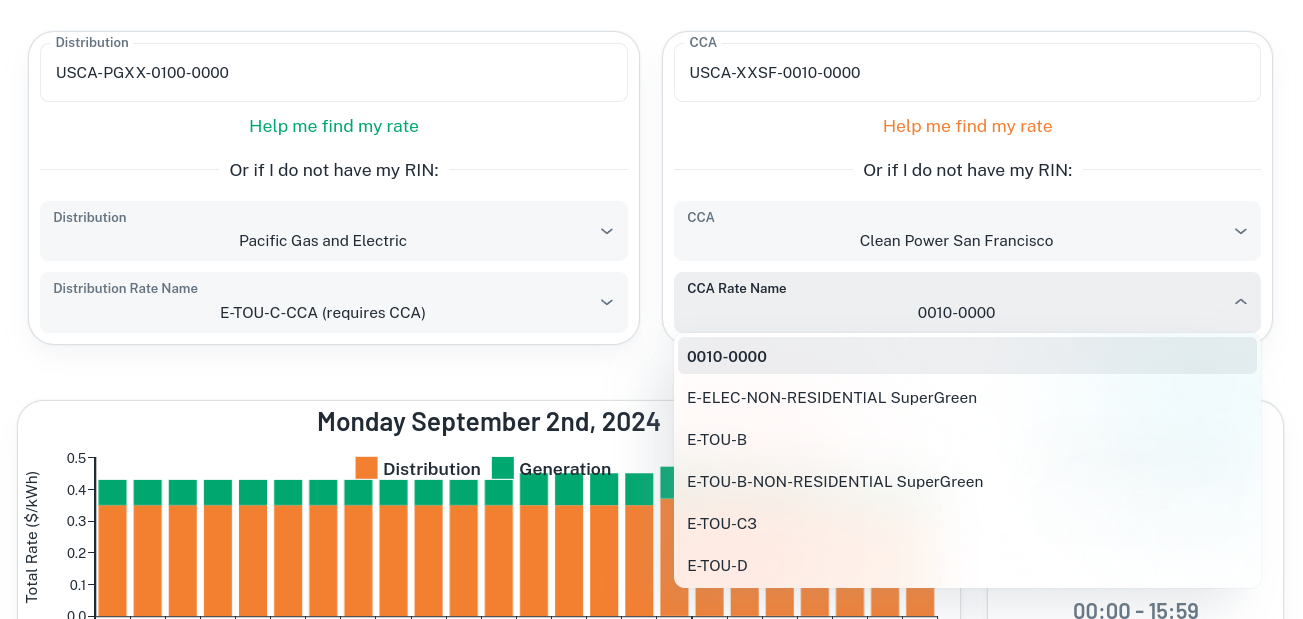 Distribution
USCA-PGXX-0100-0000
Help me find my rate
Or if I do not have my RIN:
Distribution
Pacific Gas and Electric
Distribution Rate Name
E-TOU-C-CCA (requires CCA)
CCA
USCA-XXSF-0010-0000
Help me find my rate
Or if I do not have my RIN:
CCA
Clean Power San Francisco
CCA Rate Name
0010-0000
0010-0000
E-ELEC-NON-RESIDENTIAL SuperGreen
E-TOU-B
E-TOU-B-NON-RESIDENTIAL SuperGreen
E-TOU-C3
E-TOU-D
Monday September 2nd, 2024
Distribution Generation
Total Rate ($/kWh)
0.5
0.4
0.3
0.2
0.1
0.0
00:00 - 15:59